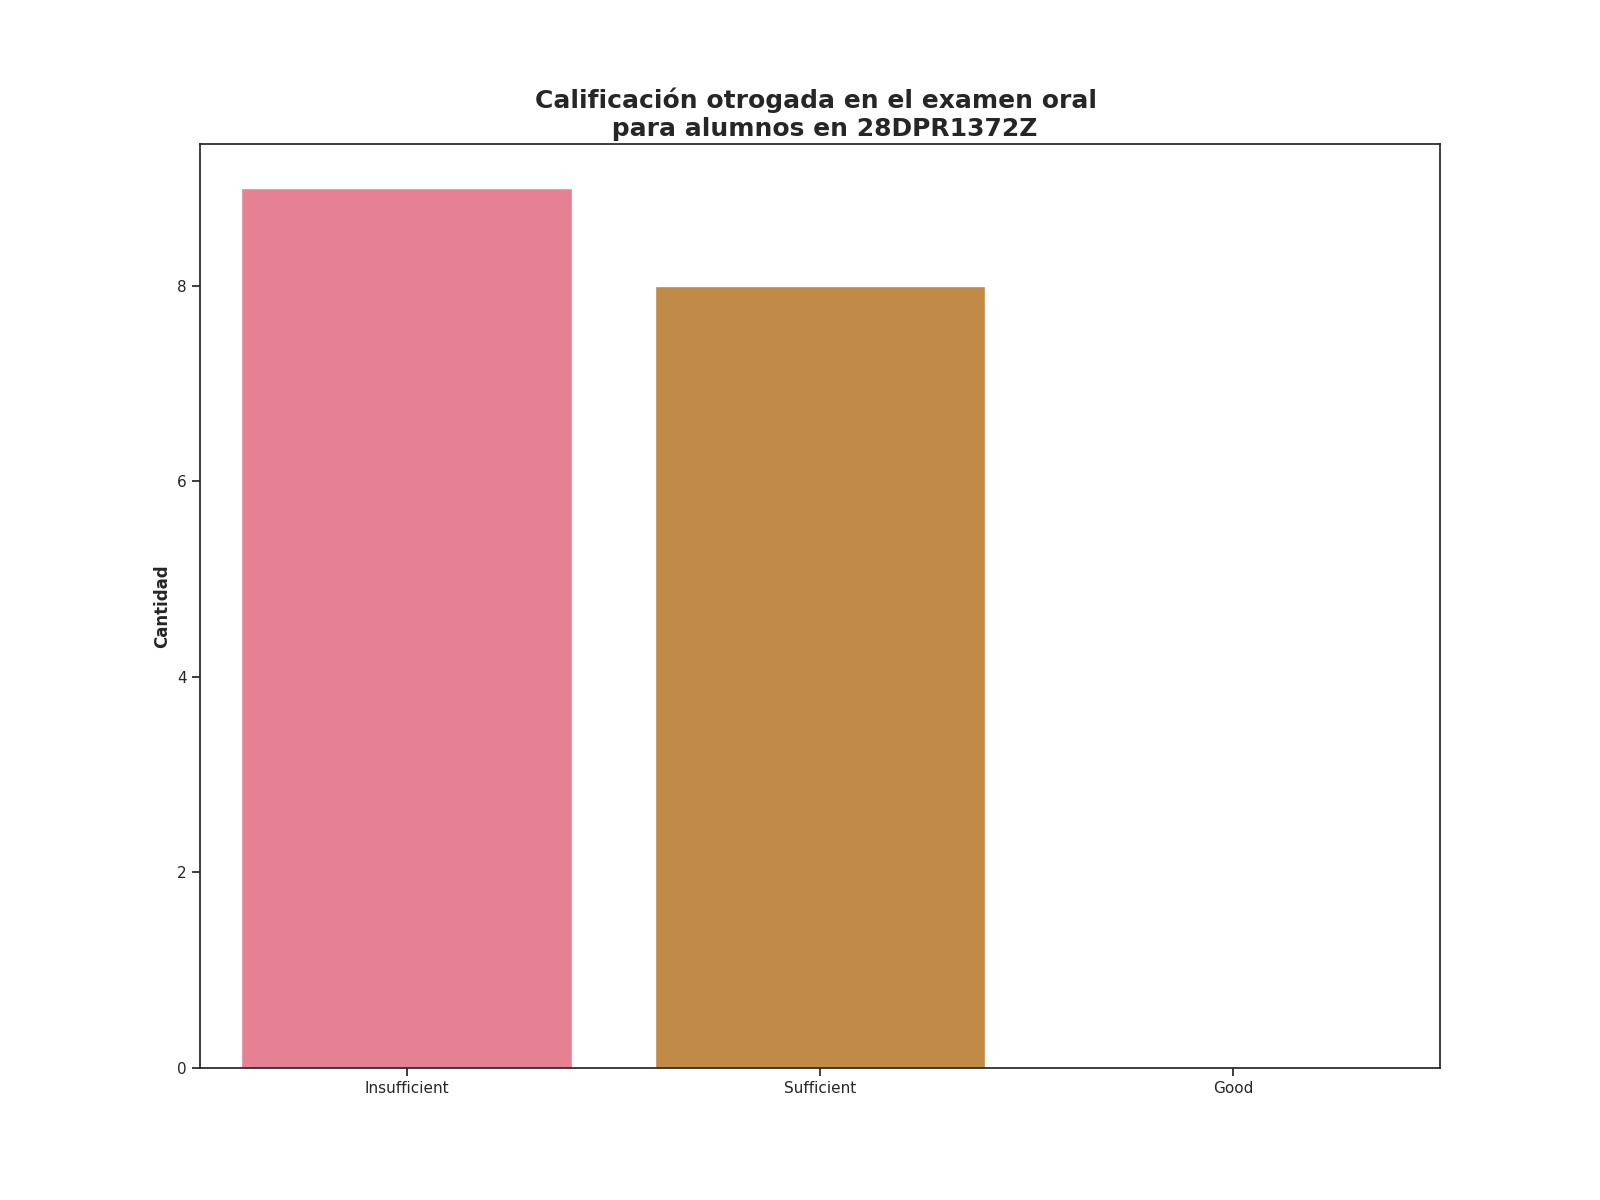 Calificación otrogada en el examen oral
para alumnos en 28DPR1372Z
8
6
4
2
0
Cantidad
Insufficient
Sufficient
Good